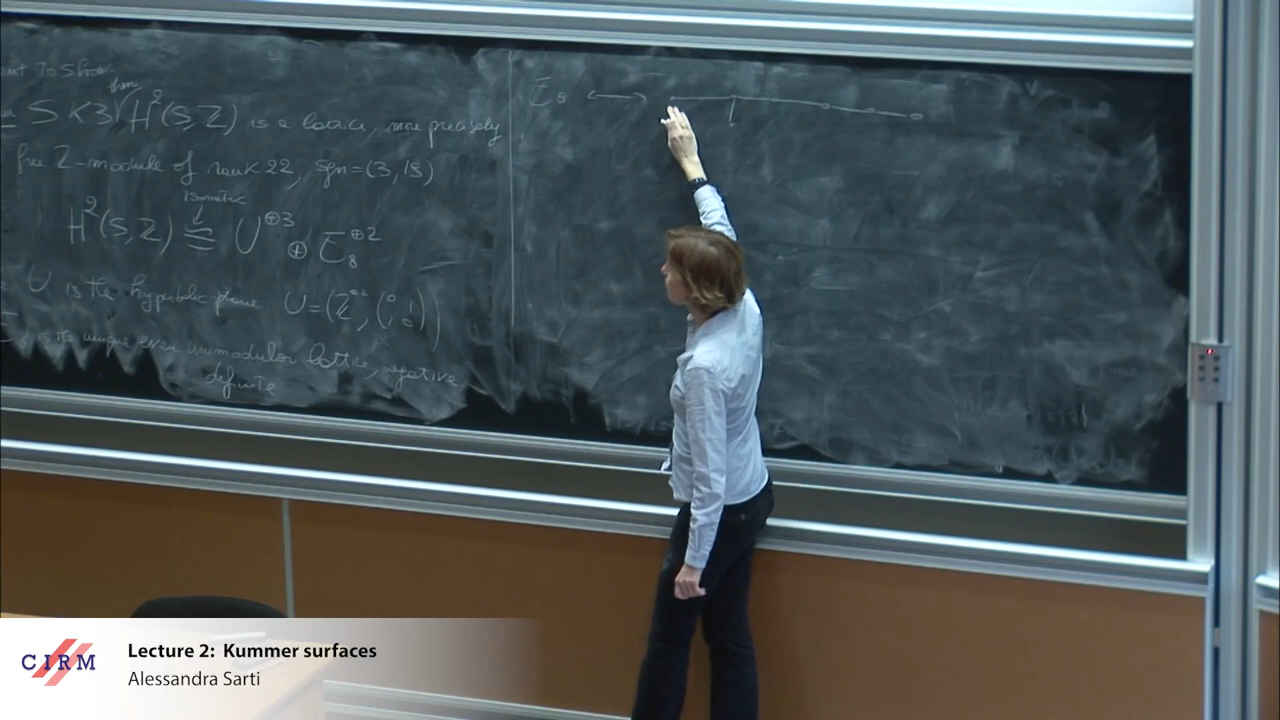 to show
S K3 then H²(S,Z) is a lattice, more precisely
free Z-module of rank 22, sgn=(3,18)
isometric
H²(S,Z) ≅ U^{⊕3} ⊕ E₈^{⊕2}
U is the hyperbolic plane U=(Z^{⊕2}, (0 1; 1 0))
is the unique even unimodular lattice, negative
definite
E₈ ↔
CIRM
Lecture 2: Kummer surfaces
Alessandra Sarti